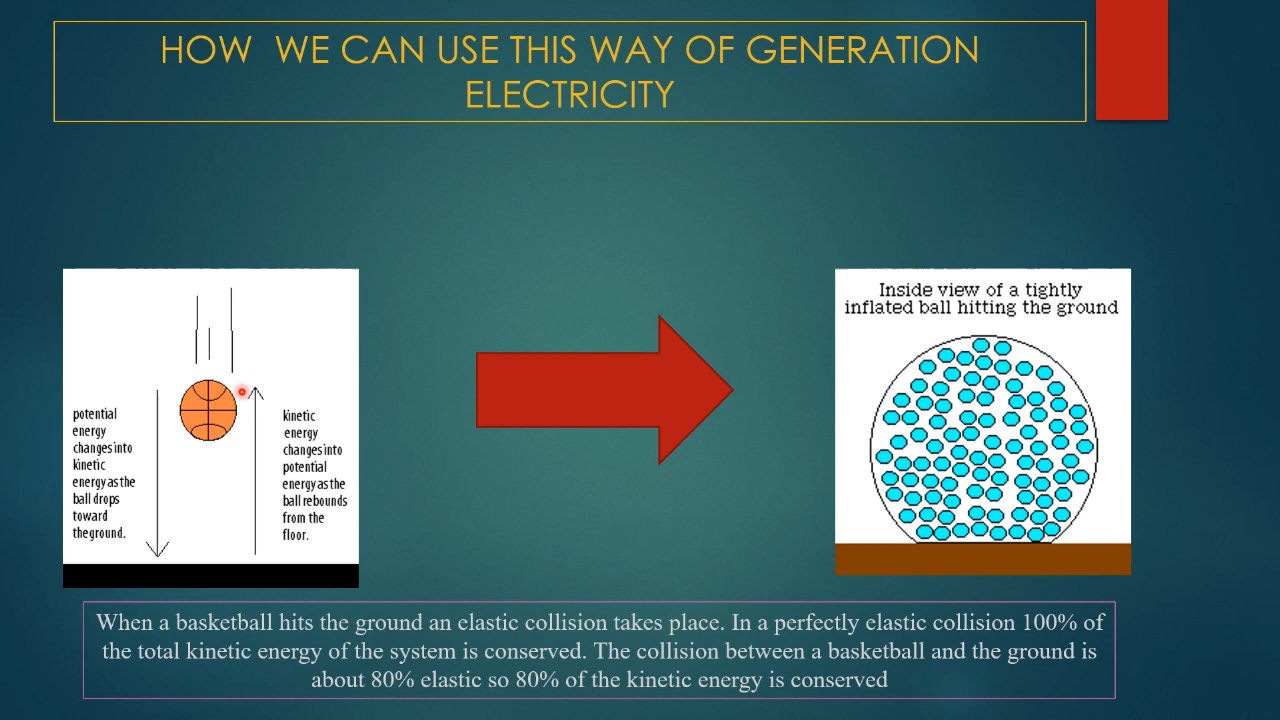 HOW WE CAN USE THIS WAY OF GENERATION
ELECTRICITY
potential
energy
changes into
kinetic
energy as the
ball drops
toward
the ground.
kinetic
energy
changes into
potential
energy as the
ball rebounds
from the
floor.
Inside view of a tightly
inflated ball hitting the ground
When a basketball hits the ground an elastic collision takes place. In a perfectly elastic collision 100% of
the total kinetic energy of the system is conserved. The collision between a basketball and the ground is
about 80% elastic so 80% of the kinetic energy is conserved